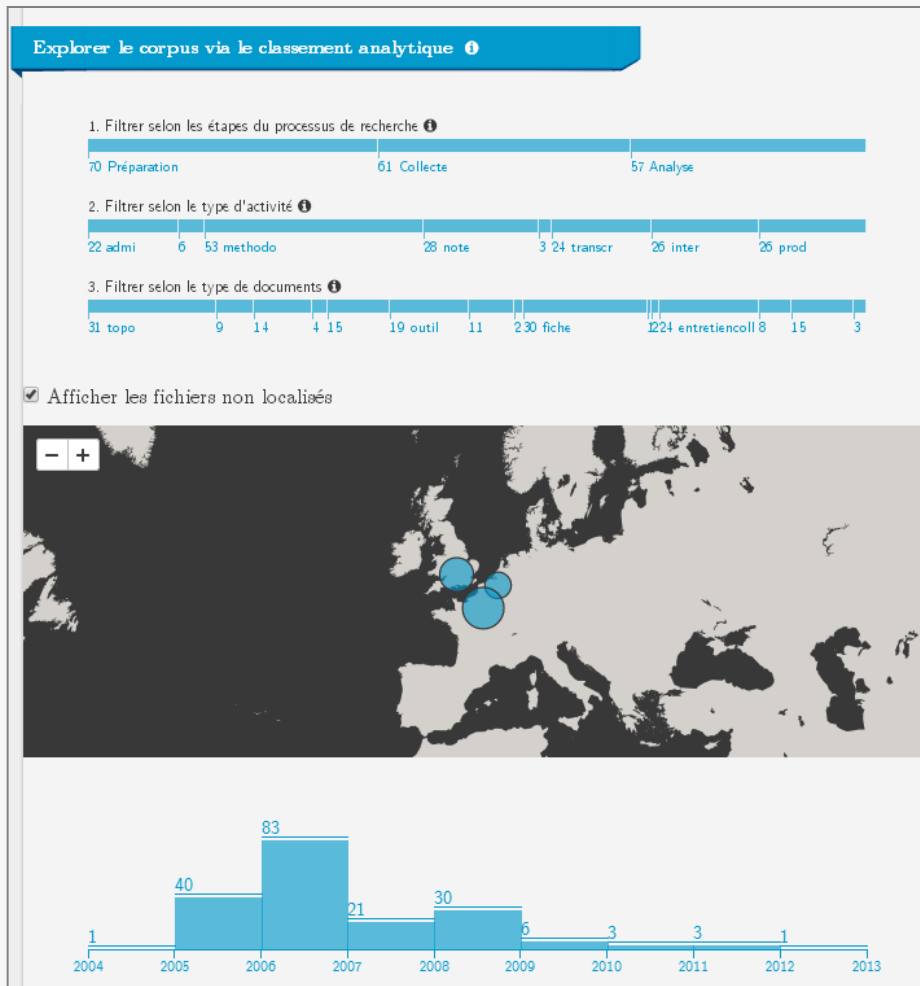 Explorer le corpus via le classement analytique
1. Filtrer selon les étapes du processus de recherche
70 Préparation 61 Collecte 57 Analyse
2. Filtrer selon le type d'activité
22 admi 6 53 methodo 28 note 3 24 transcr 26 inter 26 prod
3. Filtrer selon le type de documents
31 topo 9 14 4 15 19 outil 11 2 30 fiche 1 2 24 entretiencoll 8 15 3
Afficher les fichiers non localisés
− +
83
40
30
21
1 6 3 3 1
2004 2005 2006 2007 2008 2009 2010 2011 2012 2013